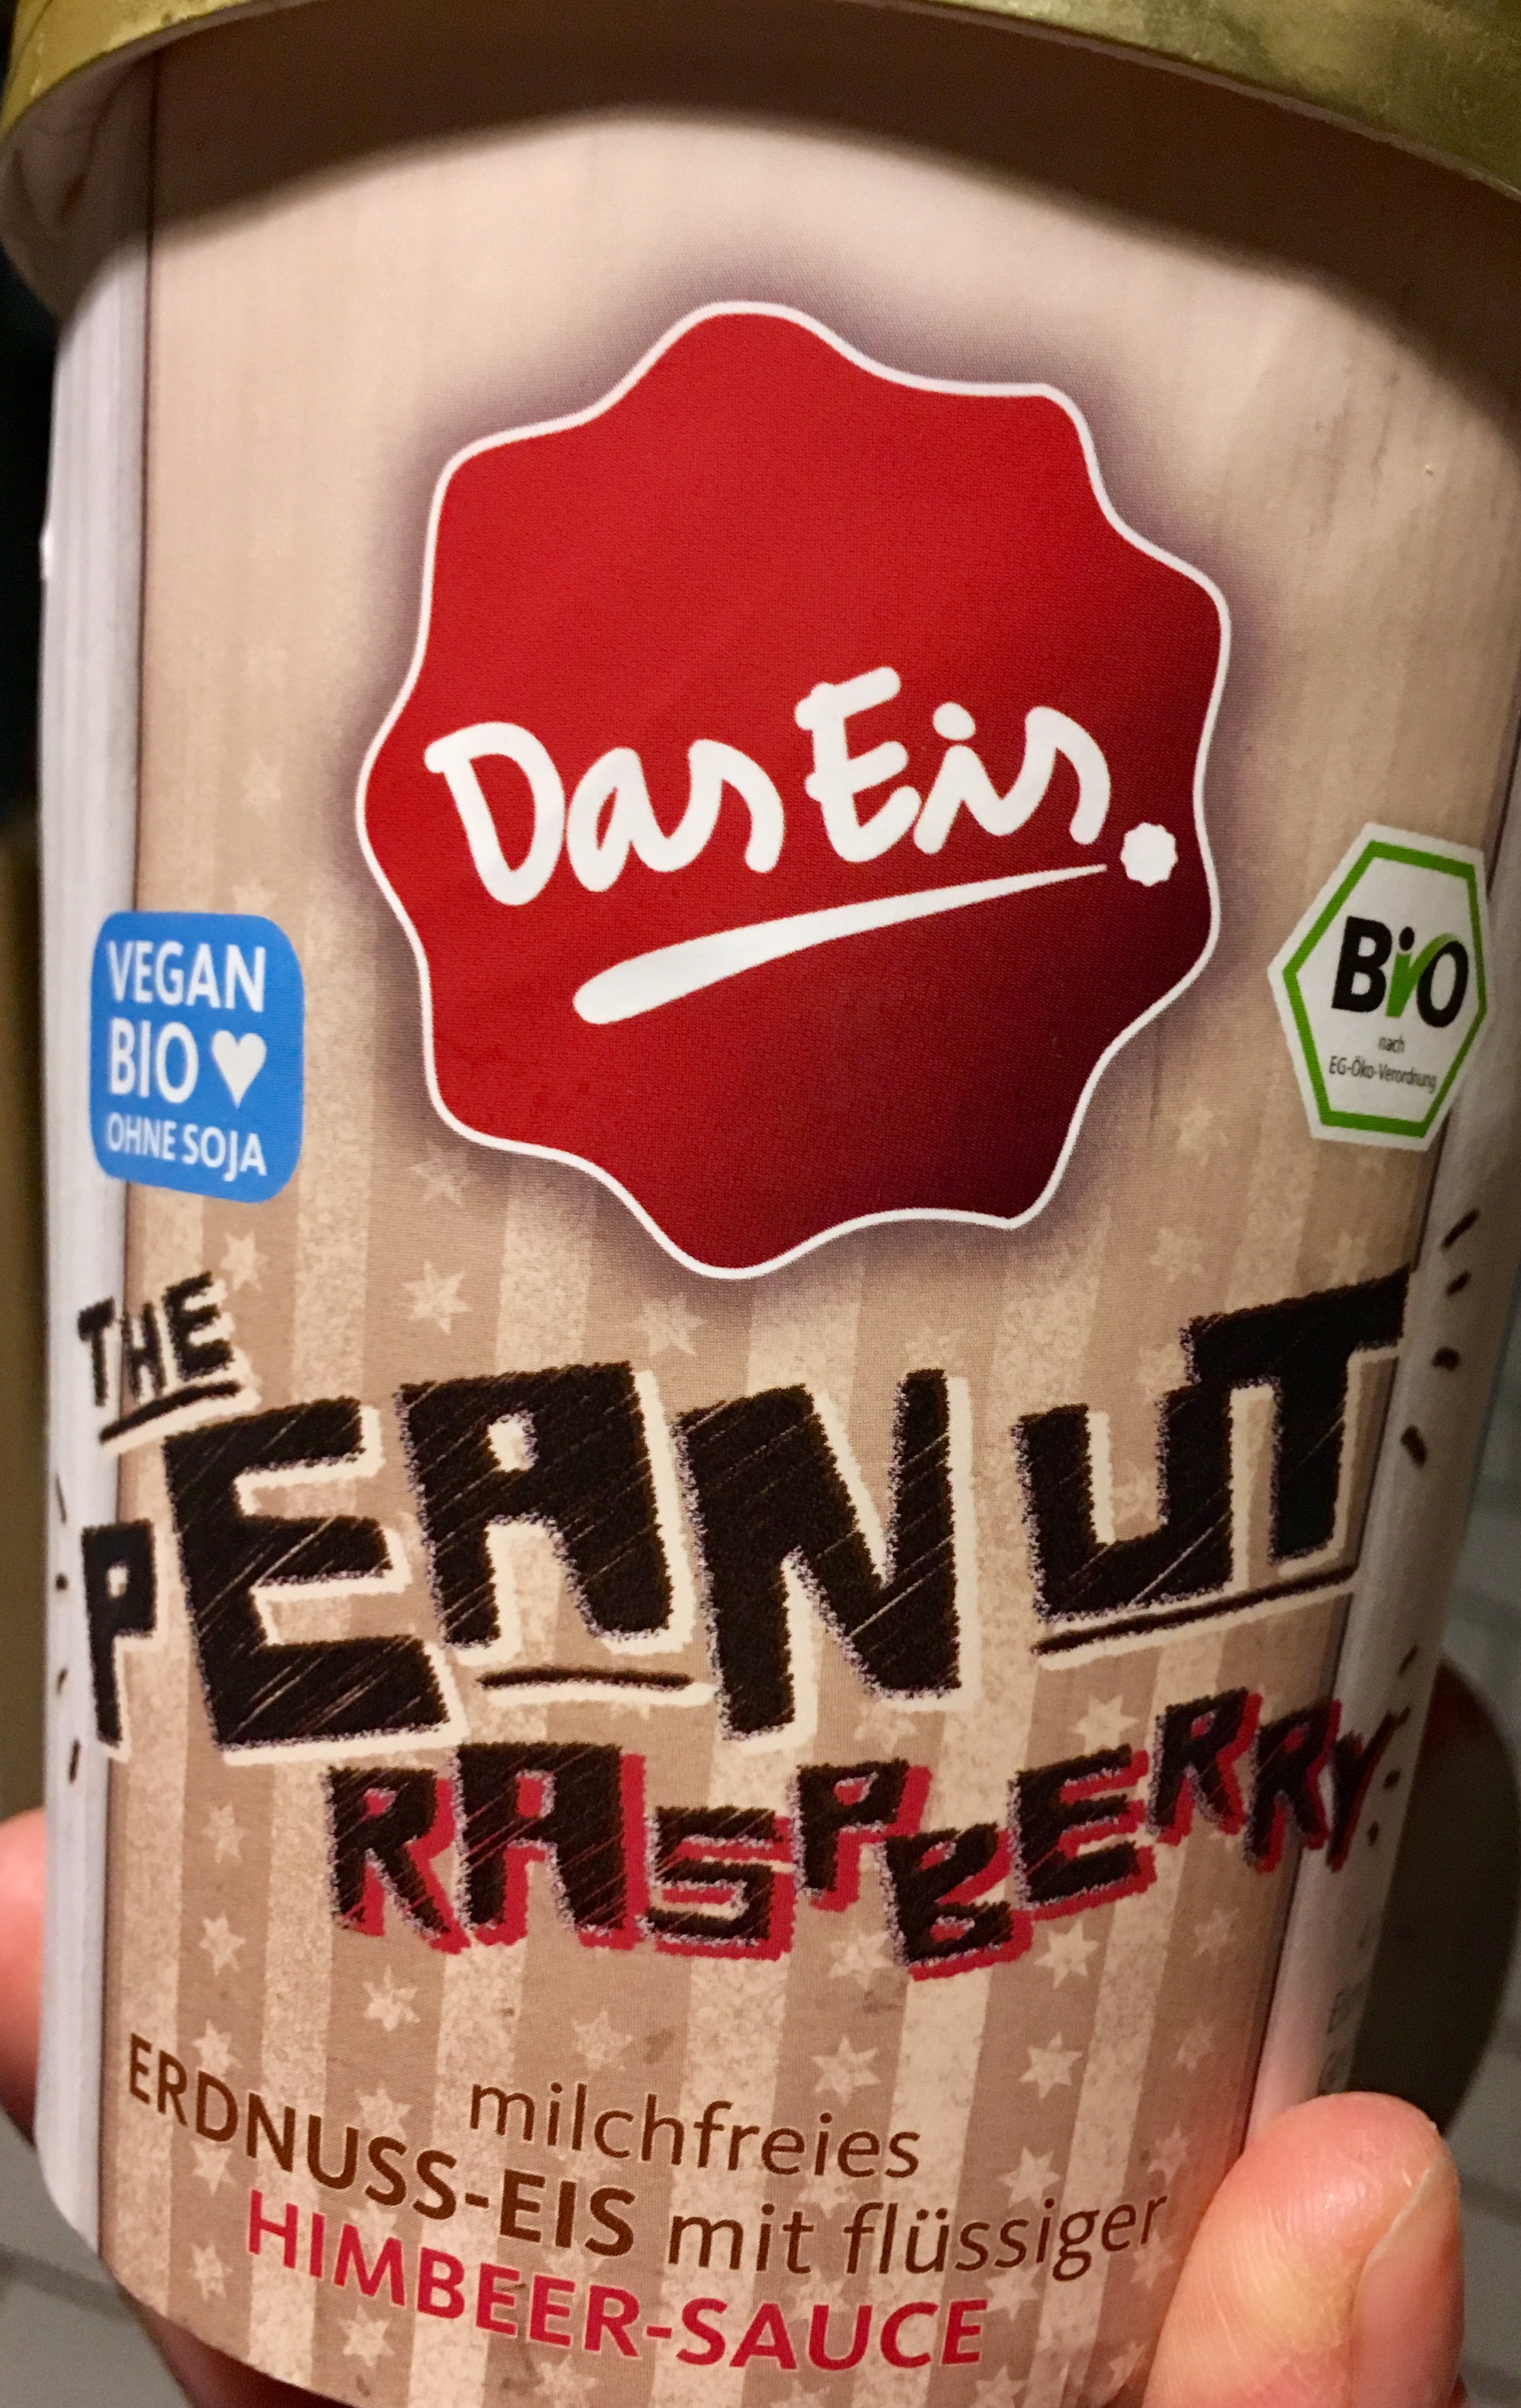 Das Eis.
VEGAN
BIO
OHNE SOJA
Bio
nach
EG-Öko-Verordnung
THE
PEANUT
RASPBERRY
milchfreies
ERDNUSS-EIS mit flüssiger
HIMBEER-SAUCE